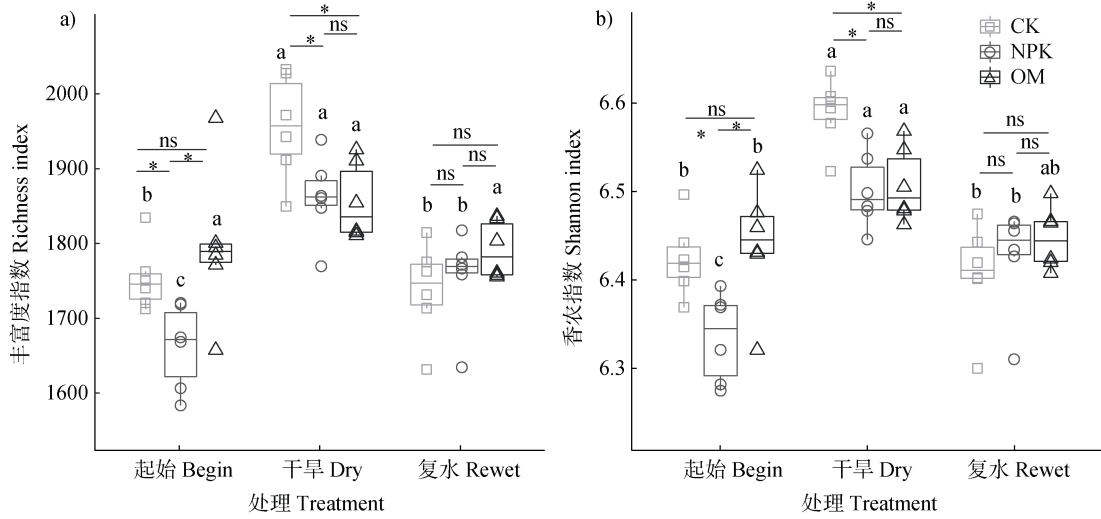 a)
丰富度指数 Richness index
2000
1900
1800
1700
1600
ns
*
*
b
c
a
*
*
ns
a
a
a
ns
ns
ns
b
b
a
起始 Begin
干旱 Dry
复水 Rewet
处理 Treatment
b)
香农指数 Shannon index
6.6
6.5
6.4
6.3
CK
NPK
OM
ns
*
*
b
c
b
*
*
ns
a
a
a
ns
ns
ns
b
b
ab
起始 Begin
干旱 Dry
复水 Rewet
处理 Treatment